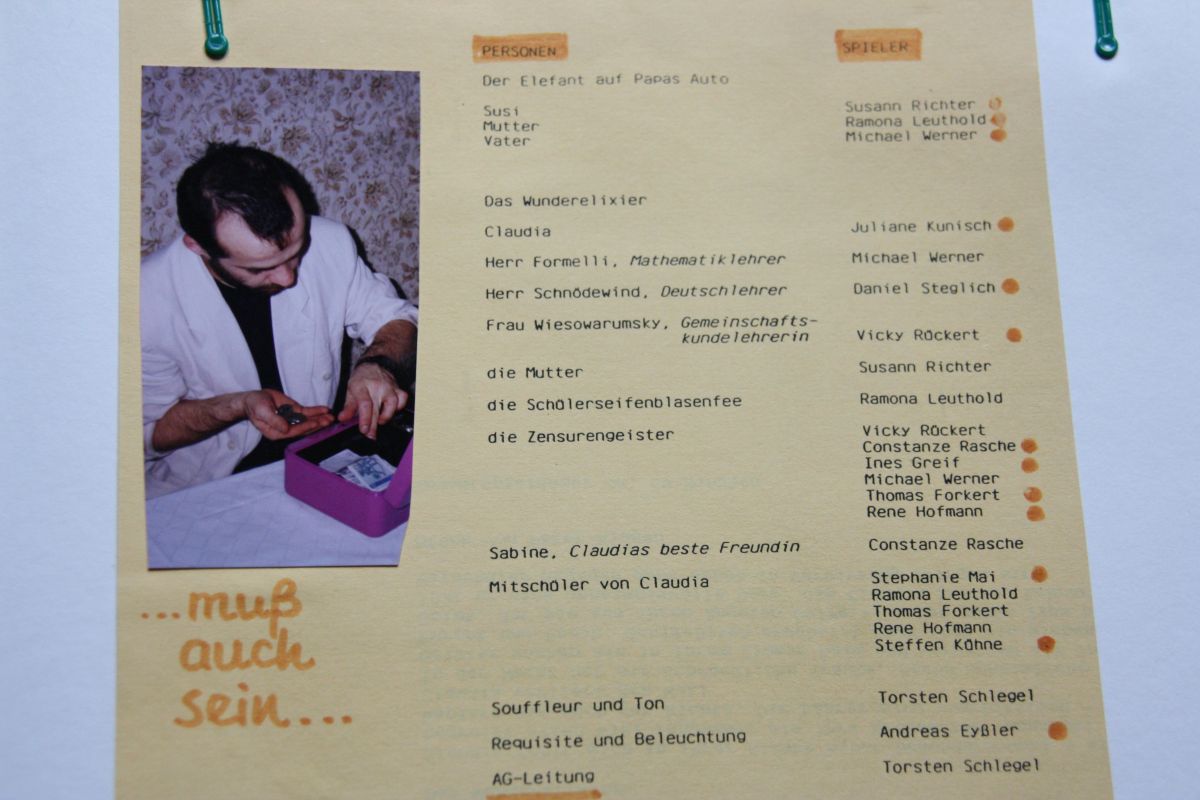 PERSONEN SPIELER
Der Elefant auf Papas Auto
Susi Susann Richter
Mutter Ramona Leuthold
Vater Michael Werner
Das Wunderelixier
Claudia Juliane Kunisch
Herr Formelli, Mathematiklehrer Michael Werner
Herr Schnödewind, Deutschlehrer Daniel Steglich
Frau Wiesowarumsky, Gemeinschafts-
kundelehrerin Vicky Rückert
die Mutter Susann Richter
die Schülerseifenblasenfee Ramona Leuthold
die Zensurengeister Vicky Rückert
Constanze Rasche
Ines Greif
Michael Werner
Thomas Forkert
Rene Hofmann
Sabine, Claudias beste Freundin Constanze Rasche
Mitschüler von Claudia Stephanie Mai
Ramona Leuthold
Thomas Forkert
Rene Hofmann
Steffen Kühne
Souffleur und Ton Torsten Schlegel
Requisite und Beleuchtung Andreas Eyßler
AG-Leitung Torsten Schlegel
...muß
auch
sein...